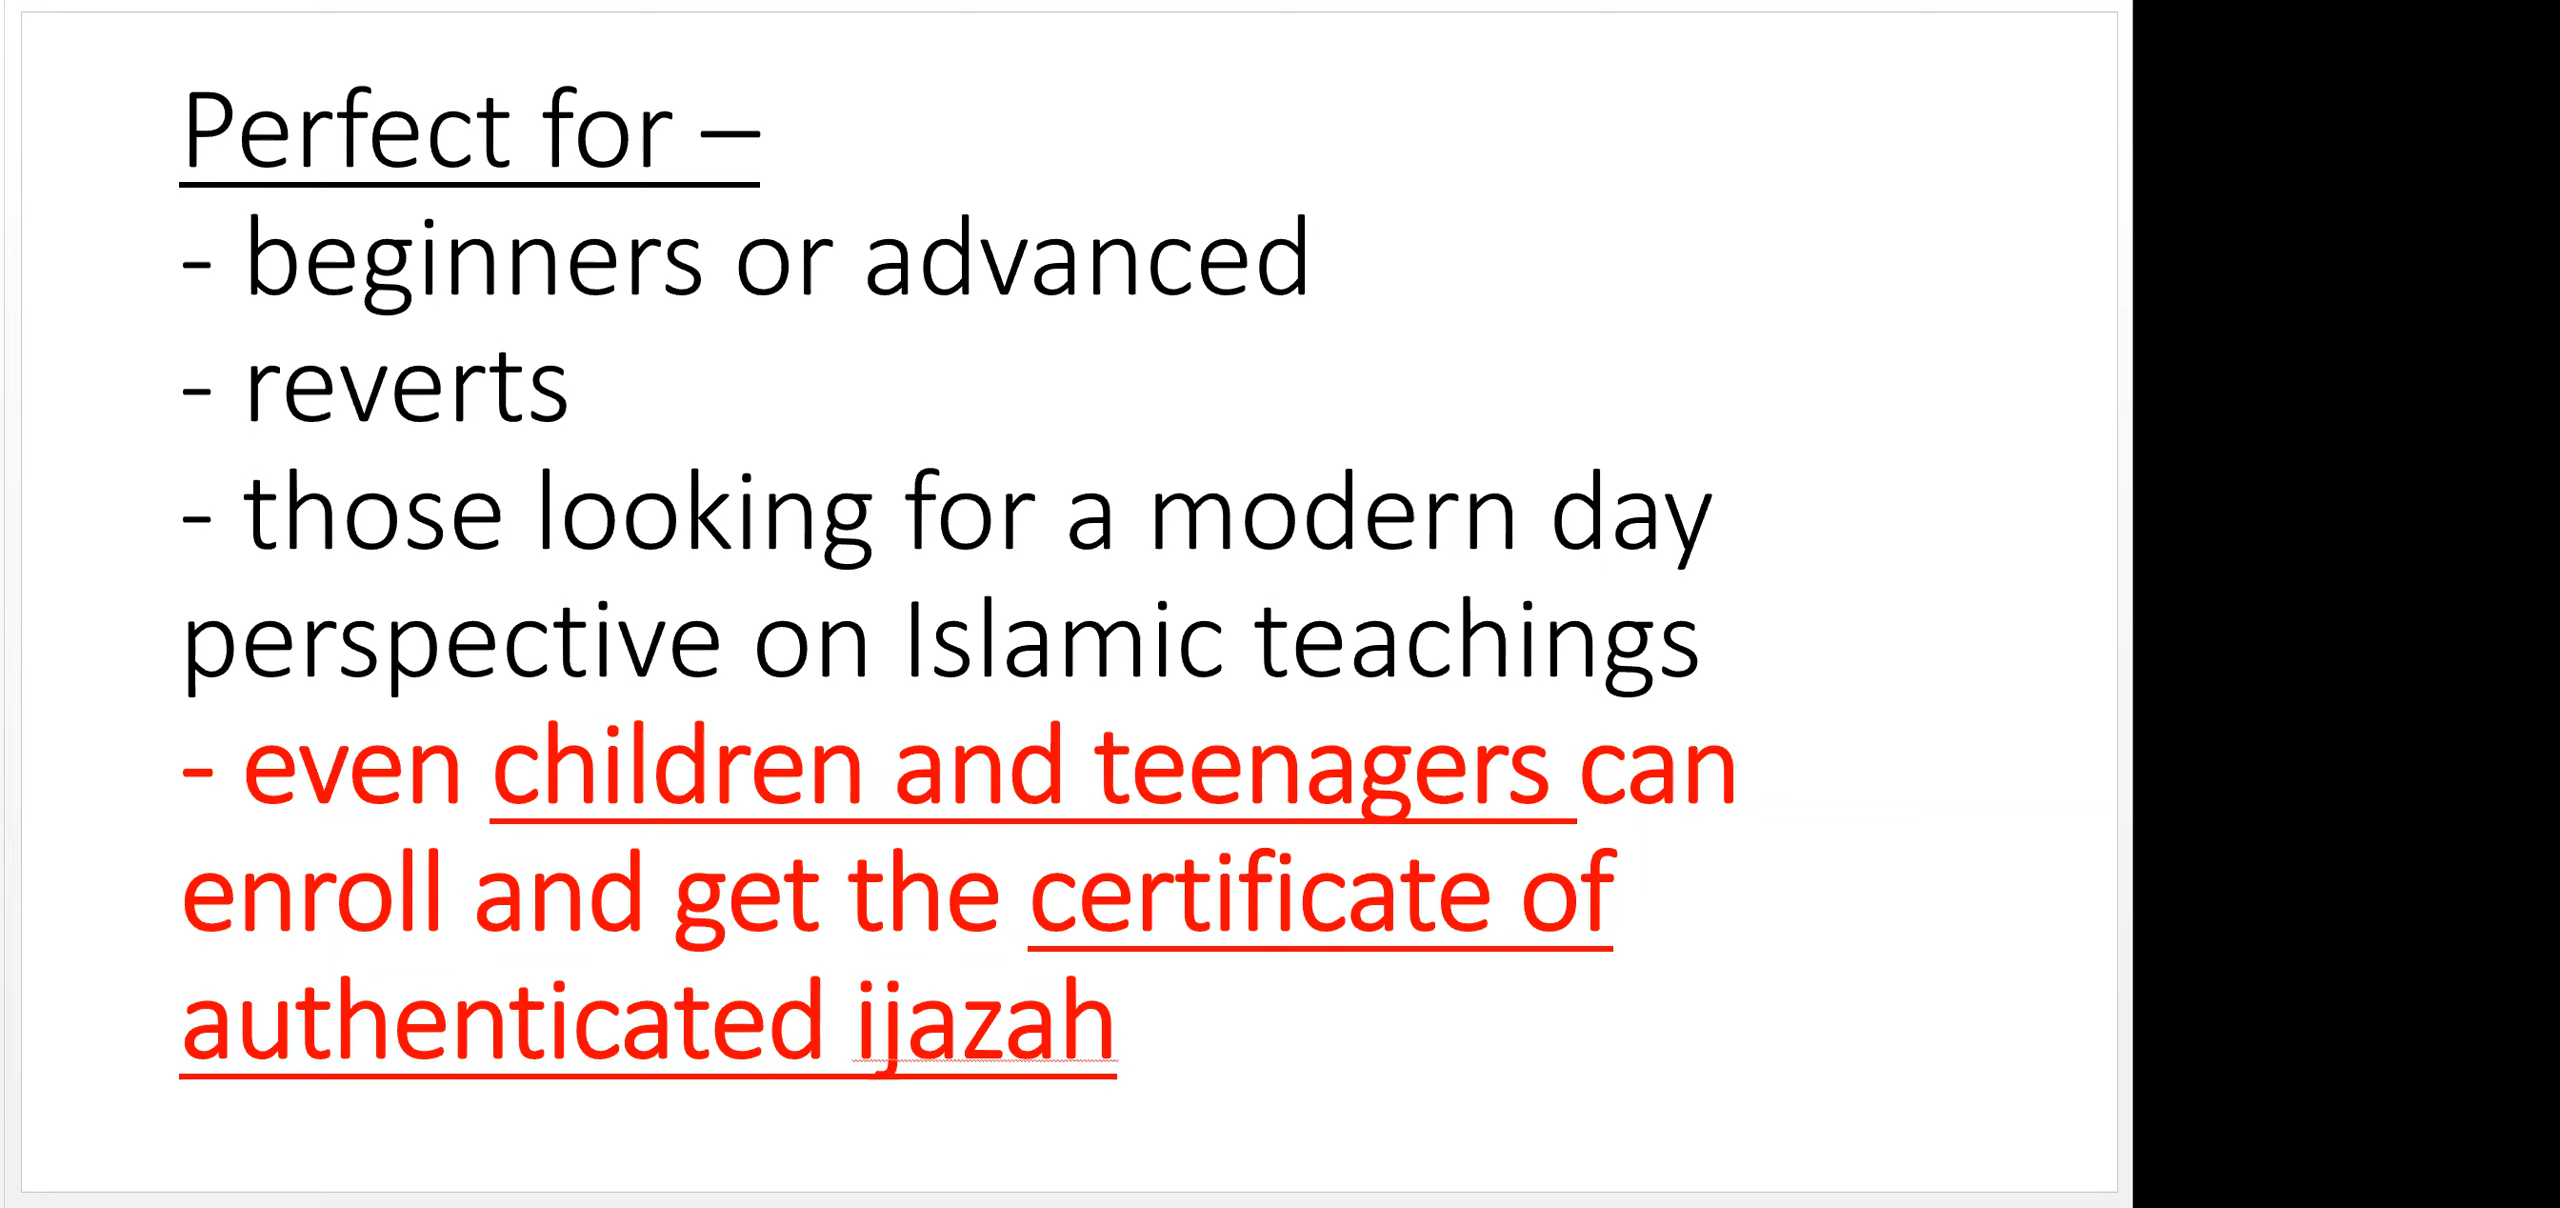 Perfect for –
- beginners or advanced
- reverts
- those looking for a modern day
perspective on Islamic teachings
- even children and teenagers can
enroll and get the certificate of
authenticated ijazah